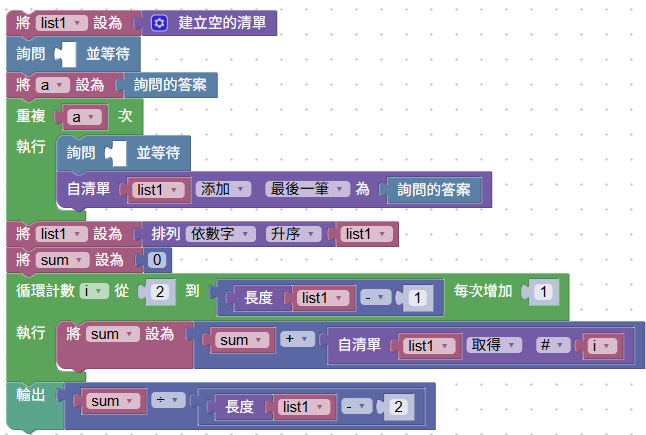 將 list1 設為 建立空的清單
詢問 並等待
將 a 設為 詢問的答案
重複 a 次
執行 詢問 並等待
自清單 list1 添加 最後一筆 為 詢問的答案
將 list1 設為 排列 依數字 升序 list1
將 sum 設為 0
循環計數 i 從 2 到 長度 list1 - 1 每次增加 1
執行 將 sum 設為 sum + 自清單 list1 取得 # i
輸出 sum ÷ 長度 list1 - 2